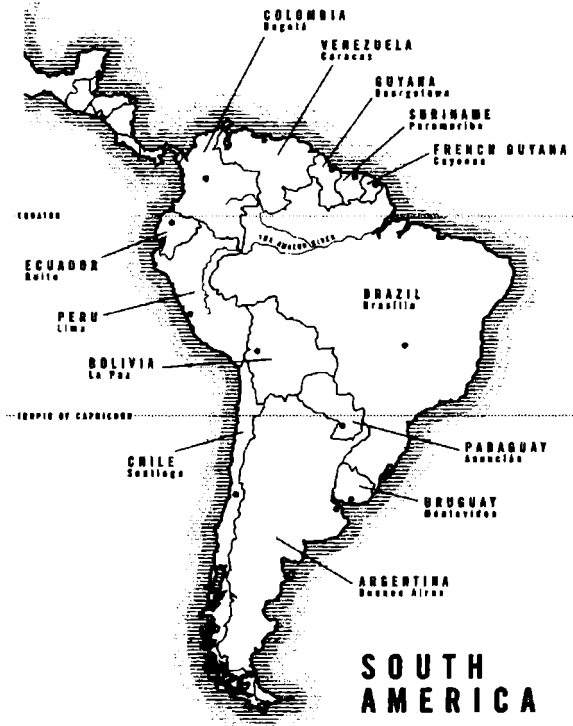 COLOMBIA
Bogotá
VENEZUELA
Caracas
GUYANA
Georgetown
SURINAME
Paramaribo
FRENCH GUYANA
Cayenne
EQUATOR
THE AMAZON RIVER
ECUADOR
Quito
PERU
Lima
BRAZIL
Brasília
BOLIVIA
La Paz
TROPIC OF CAPRICORN
PARAGUAY
Asunción
CHILE
Santiago
URUGUAY
Montevideo
ARGENTINA
Buenos Aires
SOUTH
AMERICA